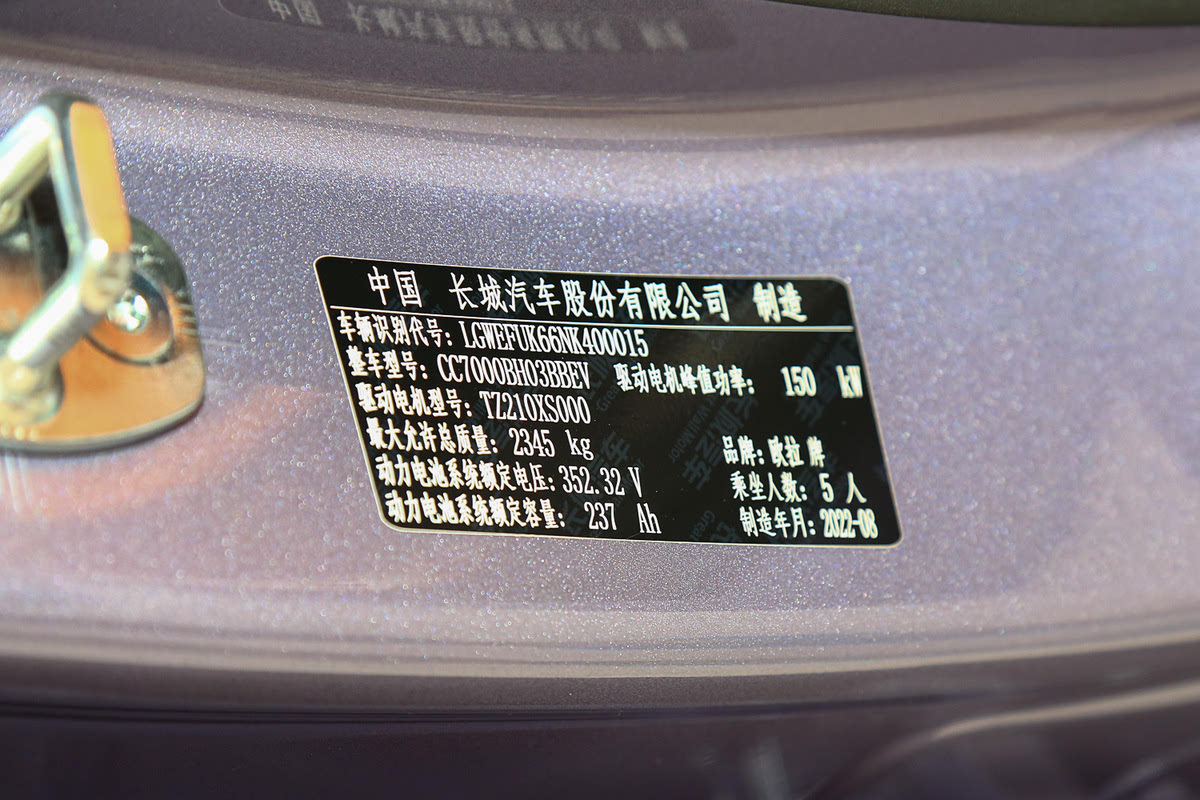 中国 长城汽车股份有限公司 制造
车辆识别代号: LGWEFUK66NK400015
整车型号: CC7000BH03BBEV 驱动电机峰值功率: 150 kW
驱动电机型号: TZ210XS000
最大允许总质量: 2345 kg 品牌: 欧拉 牌
动力电池系统额定电压: 352.32 V 乘坐人数: 5 人
动力电池系统额定容量: 237 Ah 制造年月: 2022-08